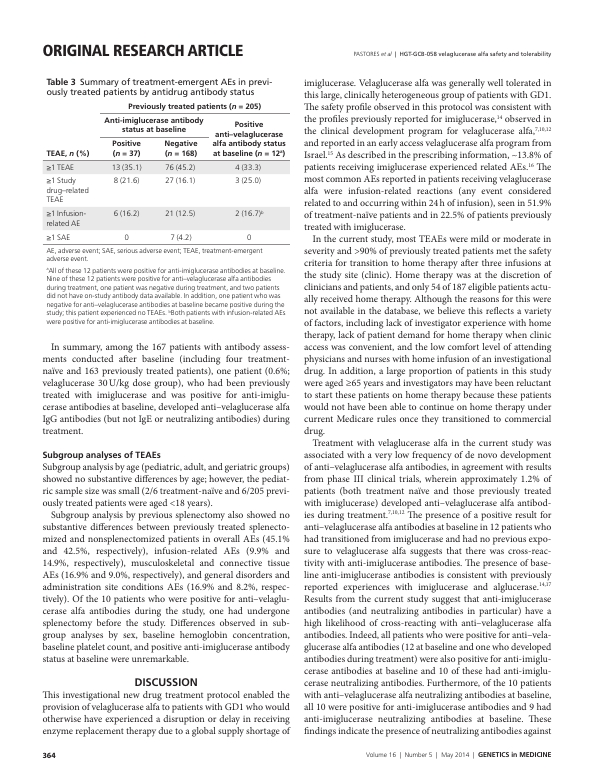 ORIGINAL RESEARCH ARTICLE
PASTORES et al | HGT-GCB-058 velaglucerase alfa safety and tolerability
Table 3 Summary of treatment-emergent AEs in previ-
ously treated patients by antidrug antibody status
Previously treated patients (n = 205)
Anti-imiglucerase antibody
status at baseline
Positive
anti–velaglucerase
alfa antibody status
at baseline (n = 12a)
TEAE, n (%)
Positive
(n = 37)
Negative
(n = 168)
≥1 TEAE 13 (35.1) 76 (45.2) 4 (33.3)
≥1 Study
drug–related
TEAE
8 (21.6) 27 (16.1) 3 (25.0)
≥1 Infusion-
related AE
6 (16.2) 21 (12.5) 2 (16.7)b
≥1 SAE 0 7 (4.2) 0
AE, adverse event; SAE, serious adverse event; TEAE, treatment-emergent
adverse event.
aAll of these 12 patients were positive for anti-imiglucerase antibodies at baseline.
Nine of these 12 patients were positive for anti–velaglucerase alfa antibodies
during treatment, one patient was negative during treatment, and two patients
did not have on-study antibody data available. In addition, one patient who was
negative for anti–velaglucerase antibodies at baseline became positive during the
study; this patient experienced no TEAEs. bBoth patients with infusion-related AEs
were positive for anti-imiglucerase antibodies at baseline.
In summary, among the 167 patients with antibody assess-
ments conducted after baseline (including four treatment-
naïve and 163 previously treated patients), one patient (0.6%;
velaglucerase 30 U/kg dose group), who had been previously
treated with imiglucerase and was positive for anti-imiglu-
cerase antibodies at baseline, developed anti–velaglucerase alfa
IgG antibodies (but not IgE or neutralizing antibodies) during
treatment.
Subgroup analyses of TEAEs
Subgroup analysis by age (pediatric, adult, and geriatric groups)
showed no substantive differences by age; however, the pediat-
ric sample size was small (2/6 treatment-naïve and 6/205 previ-
ously treated patients were aged <18 years).
Subgroup analysis by previous splenectomy also showed no
substantive differences between previously treated splenecto-
mized and nonsplenectomized patients in overall AEs (45.1%
and 42.5%, respectively), infusion-related AEs (9.9% and
14.9%, respectively), musculoskeletal and connective tissue
AEs (16.9% and 9.0%, respectively), and general disorders and
administration site conditions AEs (16.9% and 8.2%, respec-
tively). Of the 10 patients who were positive for anti–velaglu-
cerase alfa antibodies during the study, one had undergone
splenectomy before the study. Differences observed in sub-
group analyses by sex, baseline hemoglobin concentration,
baseline platelet count, and positive anti-imiglucerase antibody
status at baseline were unremarkable.
DISCUSSION
This investigational new drug treatment protocol enabled the
provision of velaglucerase alfa to patients with GD1 who would
otherwise have experienced a disruption or delay in receiving
enzyme replacement therapy due to a global supply shortage of
imiglucerase. Velaglucerase alfa was generally well tolerated in
this large, clinically heterogeneous group of patients with GD1.
The safety profile observed in this protocol was consistent with
the profiles previously reported for imiglucerase,14 observed in
the clinical development program for velaglucerase alfa,7,10,12
and reported in an early access velaglucerase alfa program from
Israel.15 As described in the prescribing information, ~13.8% of
patients receiving imiglucerase experienced related AEs.16 The
most common AEs reported in patients receiving velaglucerase
alfa were infusion-related reactions (any event considered
related to and occurring within 24 h of infusion), seen in 51.9%
of treatment-naïve patients and in 22.5% of patients previously
treated with imiglucerase.
In the current study, most TEAEs were mild or moderate in
severity and >90% of previously treated patients met the safety
criteria for transition to home therapy after three infusions at
the study site (clinic). Home therapy was at the discretion of
clinicians and patients, and only 54 of 187 eligible patients actu-
ally received home therapy. Although the reasons for this were
not available in the database, we believe this reflects a variety
of factors, including lack of investigator experience with home
therapy, lack of patient demand for home therapy when clinic
access was convenient, and the low comfort level of attending
physicians and nurses with home infusion of an investigational
drug. In addition, a large proportion of patients in this study
were aged ≥65 years and investigators may have been reluctant
to start these patients on home therapy because these patients
would not have been able to continue on home therapy under
current Medicare rules once they transitioned to commercial
drug.
Treatment with velaglucerase alfa in the current study was
associated with a very low frequency of de novo development
of anti–velaglucerase alfa antibodies, in agreement with results
from phase III clinical trials, wherein approximately 1.2% of
patients (both treatment naïve and those previously treated
with imiglucerase) developed anti–velaglucerase alfa antibod-
ies during treatment.7,10,12 The presence of a positive result for
anti–velaglucerase alfa antibodies at baseline in 12 patients who
had transitioned from imiglucerase and had no previous expo-
sure to velaglucerase alfa suggests that there was cross-reac-
tivity with anti-imiglucerase antibodies. The presence of base-
line anti-imiglucerase antibodies is consistent with previously
reported experiences with imiglucerase and alglucerase.14,17
Results from the current study suggest that anti-imiglucerase
antibodies (and neutralizing antibodies in particular) have a
high likelihood of cross-reacting with anti–velaglucerase alfa
antibodies. Indeed, all patients who were positive for anti–vela-
glucerase alfa antibodies (12 at baseline and one who developed
antibodies during treatment) were also positive for anti-imiglu-
cerase antibodies at baseline and 10 of these had anti-imiglu-
cerase neutralizing antibodies. Furthermore, of the 10 patients
with anti–velaglucerase alfa neutralizing antibodies at baseline,
all 10 were positive for anti-imiglucerase antibodies and 9 had
anti-imiglucerase neutralizing antibodies at baseline. These
findings indicate the presence of neutralizing antibodies against
364
Volume 16 | Number 5 | May 2014 | GENETICS in MEDICINE